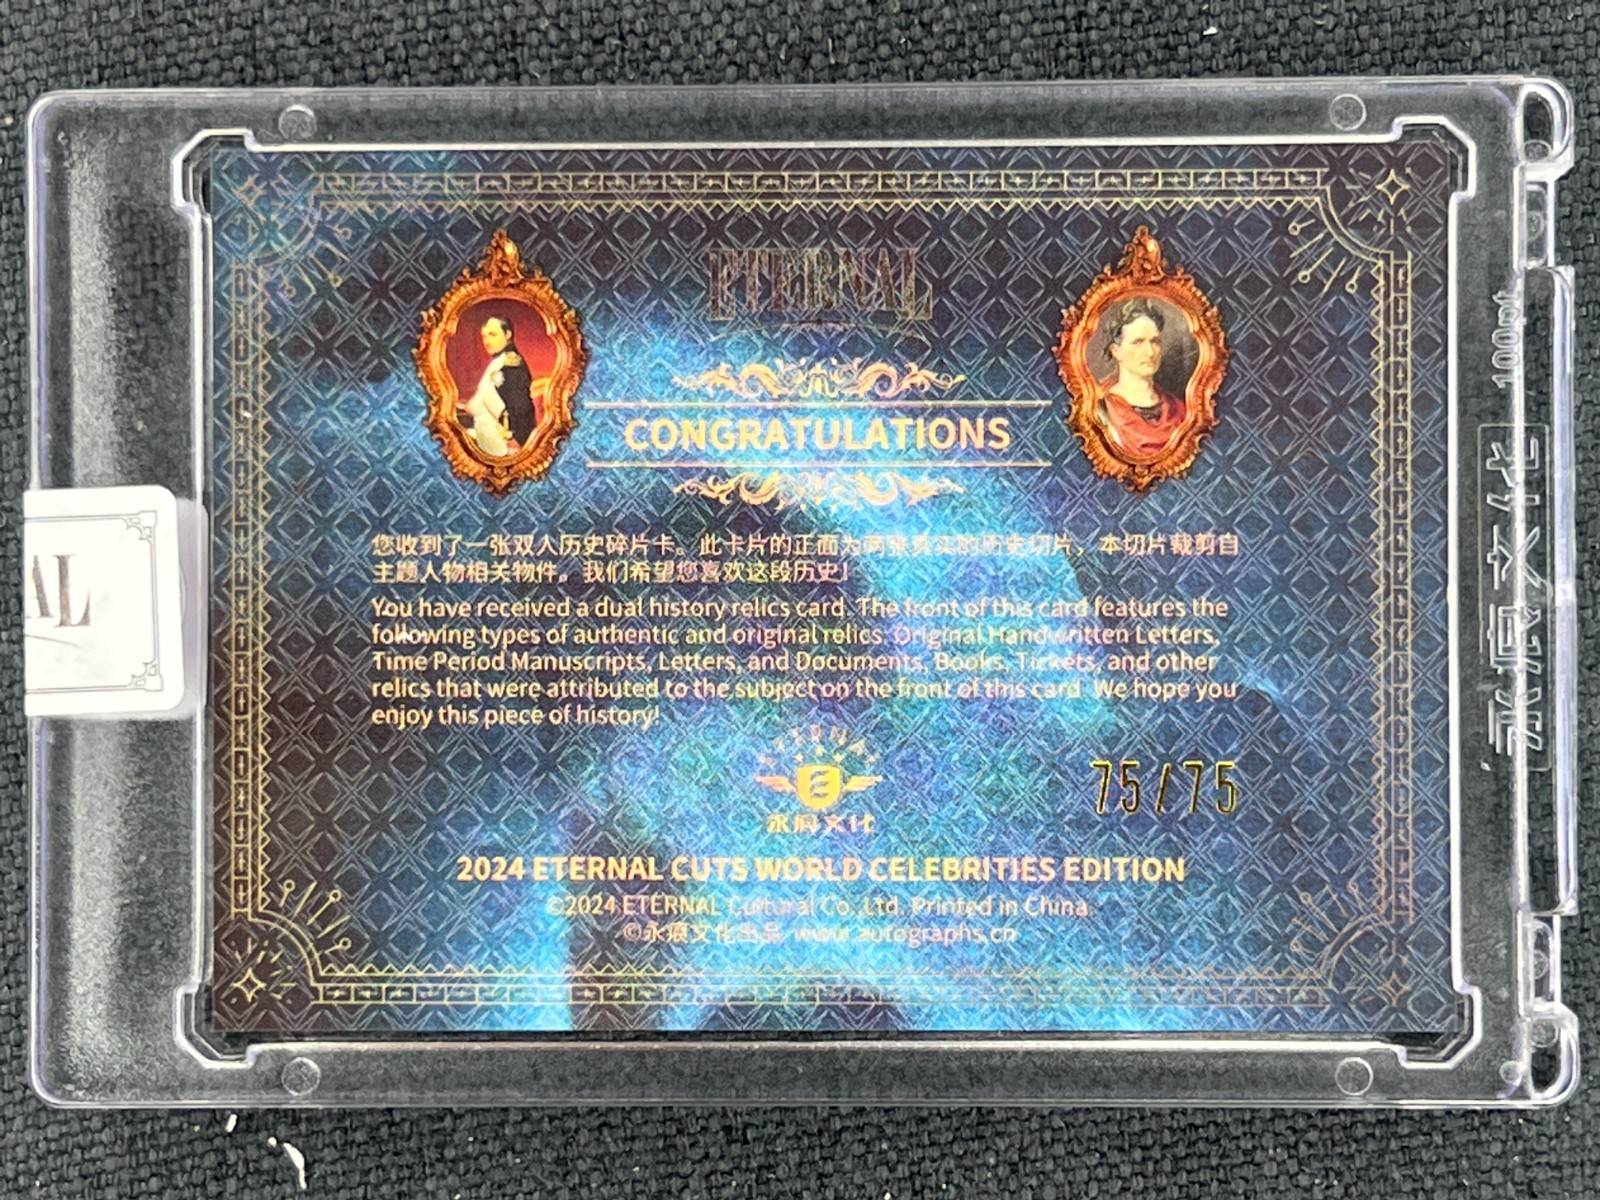 ETERNAL
CONGRATULATIONS
您收到了一张双人历史碎片卡。此卡片的正面为两张真实的历史切片，本切片裁剪自
主题人物相关物件。我们希望您喜欢这段历史！
You have received a dual history relics card. The front of this card features the
following types of authentic and original relics: Original Handwritten Letters,
Time Period Manuscripts, Letters, and Documents, Books, Tickets, and other
relics that were attributed to the subject on the front of this card. We hope you
enjoy this piece of history!
ETERNAL
永痕文化
75/75
2024 ETERNAL CUTS WORLD CELEBRITIES EDITION
©2024 ETERNAL Cultural Co.,Ltd. Printed in China.
©永痕文化出品 www.autographs.cn
AL
100pt
永痕文化